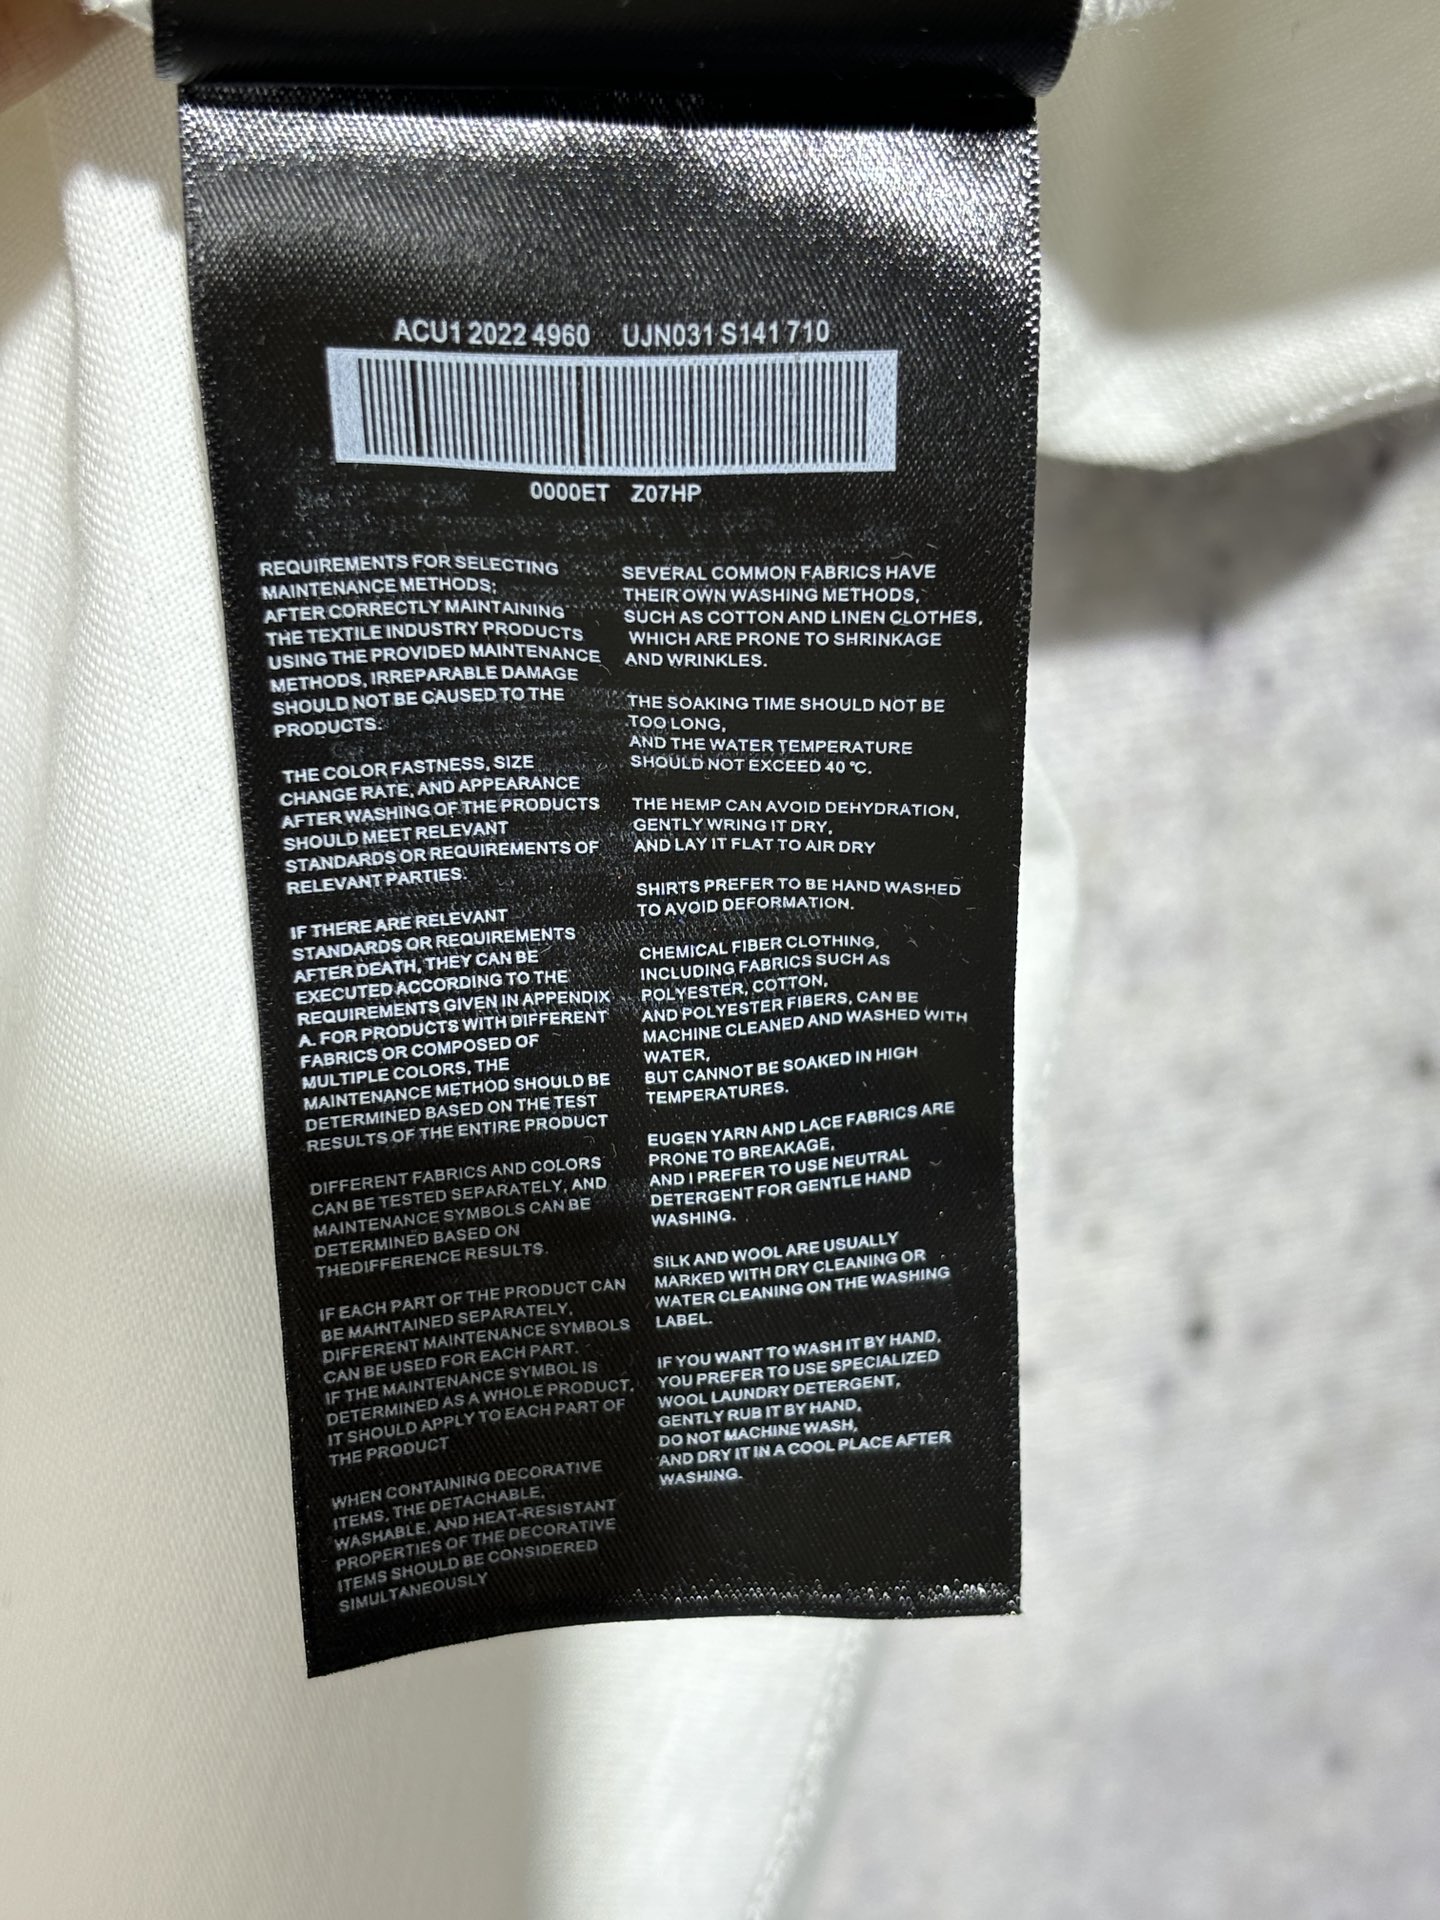 ACU1 2022 4960 UJN031 S141 710
0000ET Z07HP
REQUIREMENTS FOR SELECTING
MAINTENANCE METHODS:
AFTER CORRECTLY MAINTAINING
THE TEXTILE INDUSTRY PRODUCTS
USING THE PROVIDED MAINTENANCE
METHODS, IRREPARABLE DAMAGE
SHOULD NOT BE CAUSED TO THE
PRODUCTS.
THE COLOR FASTNESS, SIZE
CHANGE RATE, AND APPEARANCE
AFTER WASHING OF THE PRODUCTS
SHOULD MEET RELEVANT
STANDARDS OR REQUIREMENTS OF
RELEVANT PARTIES.
IF THERE ARE RELEVANT
STANDARDS OR REQUIREMENTS
AFTER DEATH, THEY CAN BE
EXECUTED ACCORDING TO THE
REQUIREMENTS GIVEN IN APPENDIX
A. FOR PRODUCTS WITH DIFFERENT
FABRICS OR COMPOSED OF
MULTIPLE COLORS, THE
MAINTENANCE METHOD SHOULD BE
DETERMINED BASED ON THE TEST
RESULTS OF THE ENTIRE PRODUCT
DIFFERENT FABRICS AND COLORS
CAN BE TESTED SEPARATELY, AND
MAINTENANCE SYMBOLS CAN BE
DETERMINED BASED ON
THEDIFFERENCE RESULTS.
IF EACH PART OF THE PRODUCT CAN
BE MAINTAINED SEPARATELY,
DIFFERENT MAINTENANCE SYMBOLS
CAN BE USED FOR EACH PART.
IF THE MAINTENANCE SYMBOL IS
DETERMINED AS A WHOLE PRODUCT,
IT SHOULD APPLY TO EACH PART OF
THE PRODUCT
WHEN CONTAINING DECORATIVE
ITEMS, THE DETACHABLE,
WASHABLE, AND HEAT-RESISTANT
PROPERTIES OF THE DECORATIVE
ITEMS SHOULD BE CONSIDERED
SIMULTANEOUSLY
SEVERAL COMMON FABRICS HAVE
THEIR OWN WASHING METHODS,
SUCH AS COTTON AND LINEN CLOTHES,
WHICH ARE PRONE TO SHRINKAGE
AND WRINKLES.
THE SOAKING TIME SHOULD NOT BE
TOO LONG,
AND THE WATER TEMPERATURE
SHOULD NOT EXCEED 40 °C.
THE HEMP CAN AVOID DEHYDRATION,
GENTLY WRING IT DRY,
AND LAY IT FLAT TO AIR DRY
SHIRTS PREFER TO BE HAND WASHED
TO AVOID DEFORMATION.
CHEMICAL FIBER CLOTHING,
INCLUDING FABRICS SUCH AS
POLYESTER, COTTON,
AND POLYESTER FIBERS, CAN BE
MACHINE CLEANED AND WASHED WITH
WATER,
BUT CANNOT BE SOAKED IN HIGH
TEMPERATURES.
EUGEN YARN AND LACE FABRICS ARE
PRONE TO BREAKAGE,
AND I PREFER TO USE NEUTRAL
DETERGENT FOR GENTLE HAND
WASHING.
SILK AND WOOL ARE USUALLY
MARKED WITH DRY CLEANING OR
WATER CLEANING ON THE WASHING
LABEL.
IF YOU WANT TO WASH IT BY HAND,
YOU PREFER TO USE SPECIALIZED
WOOL LAUNDRY DETERGENT,
GENTLY RUB IT BY HAND,
DO NOT MACHINE WASH,
AND DRY IT IN A COOL PLACE AFTER
WASHING.